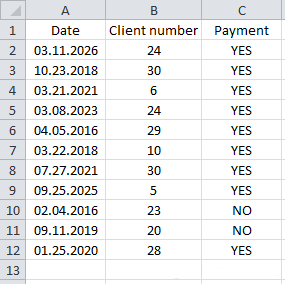 A B C
1 Date Client number Payment
2 03.11.2026 24 YES
3 10.23.2018 30 YES
4 03.21.2021 6 YES
5 03.08.2023 24 YES
6 04.05.2016 29 YES
7 03.22.2018 10 YES
8 07.27.2021 30 YES
9 09.25.2025 5 YES
10 02.04.2016 23 NO
11 09.11.2019 20 NO
12 01.25.2020 28 YES
13